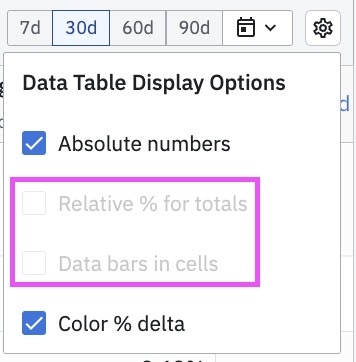 7d 30d 60d 90d
Data Table Display Options
d
Absolute numbers
Relative % for totals
Data bars in cells
Color % delta